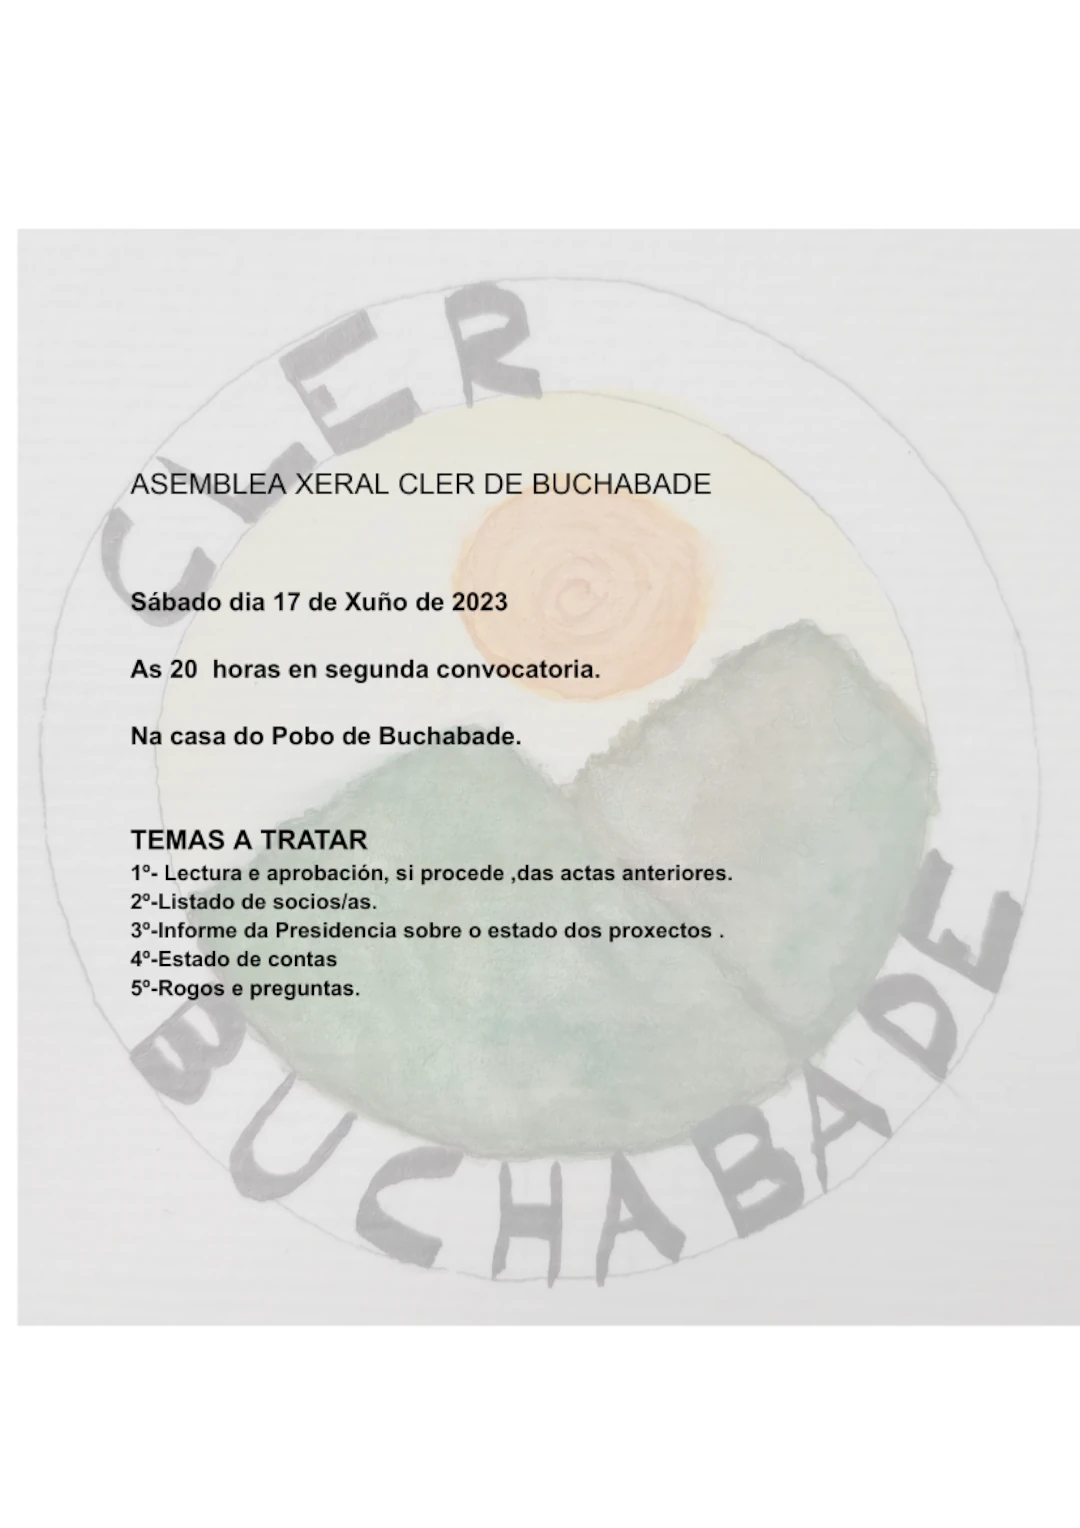 CLER
ASEMBLEA XERAL CLER DE BUCHABADE
Sábado dia 17 de Xuño de 2023
As 20  horas en segunda convocatoria.
Na casa do Pobo de Buchabade.
TEMAS A TRATAR
1º- Lectura e aprobación, si procede ,das actas anteriores.
2º-Listado de socios/as.
3º-Informe da Presidencia sobre o estado dos proxectos .
4º-Estado de contas
5º-Rogos e preguntas.
BUCHABADE